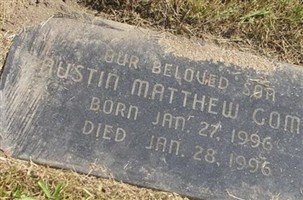 OUR BELOVED SON
AUSTIN MATTHEW GOM
BORN JAN. 27, 1996
DIED JAN. 28, 1996